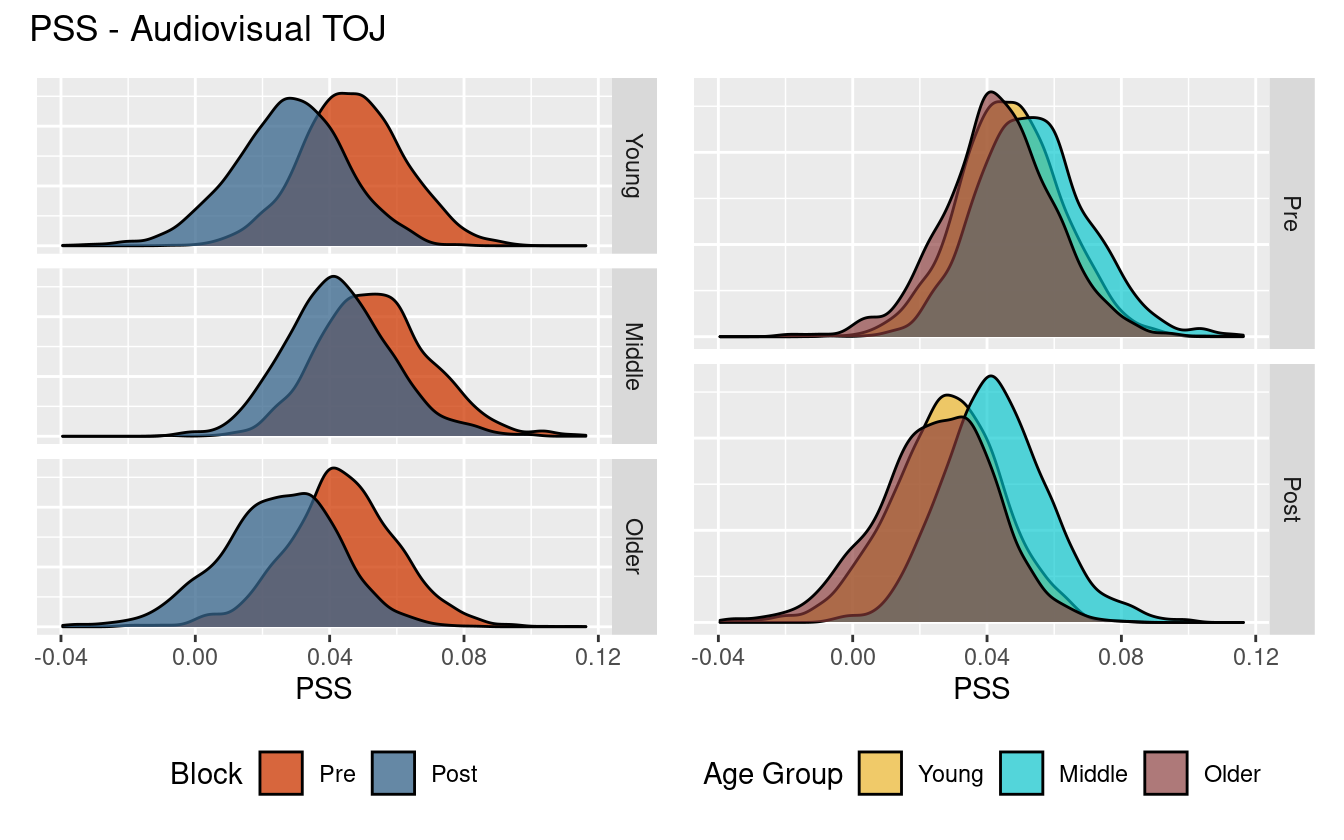 PSS - Audiovisual TOJ
Young
Middle
Older
-0.04 0.00 0.04 0.08 0.12
PSS
Block Pre Post
Pre
Post
-0.04 0.00 0.04 0.08 0.12
PSS
Age Group Young Middle Older